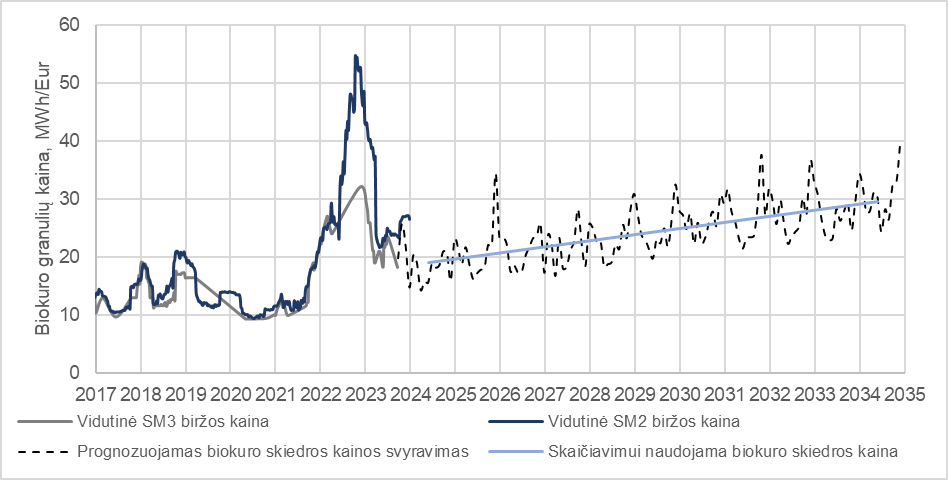 60
50
40
30
20
10
0
Biokuro granulių kaina, MWh/Eur
2017 2018 2019 2020 2021 2022 2023 2024 2025 2026 2027 2028 2029 2030 2031 2032 2033 2034 2035
Vidutinė SM3 biržos kaina
Vidutinė SM2 biržos kaina
Prognozuojamas biokuro skiedros kainos svyravimas
Skaičiavimui naudojama biokuro skiedros kaina